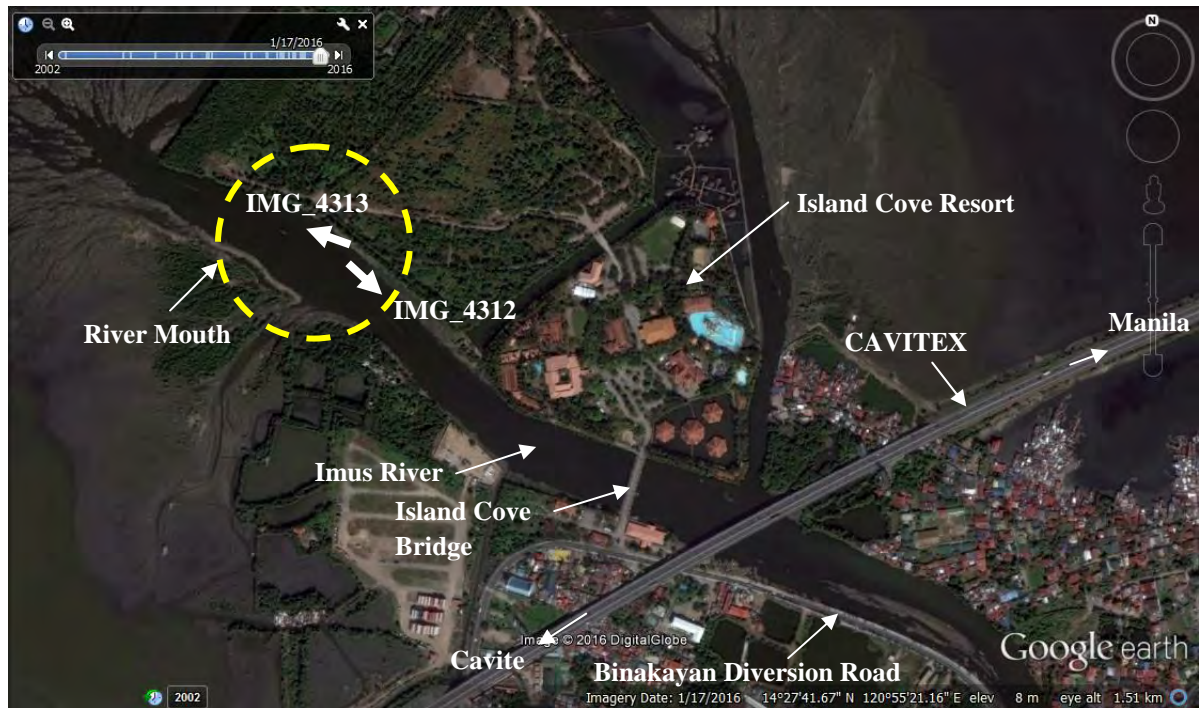 1/17/2016
2002
2016
N
IMG_4313
Island Cove Resort
IMG_4312
River Mouth
Manila
CAVITEX
Imus River
Island Cove
Bridge
Image © 2016 DigitalGlobe
Cavite
Binakayan Diversion Road
Google earth
2002
Imagery Date: 1/17/2016 14°27'41.67" N 120°55'21.16" E elev 8 m eye alt 1.51 km